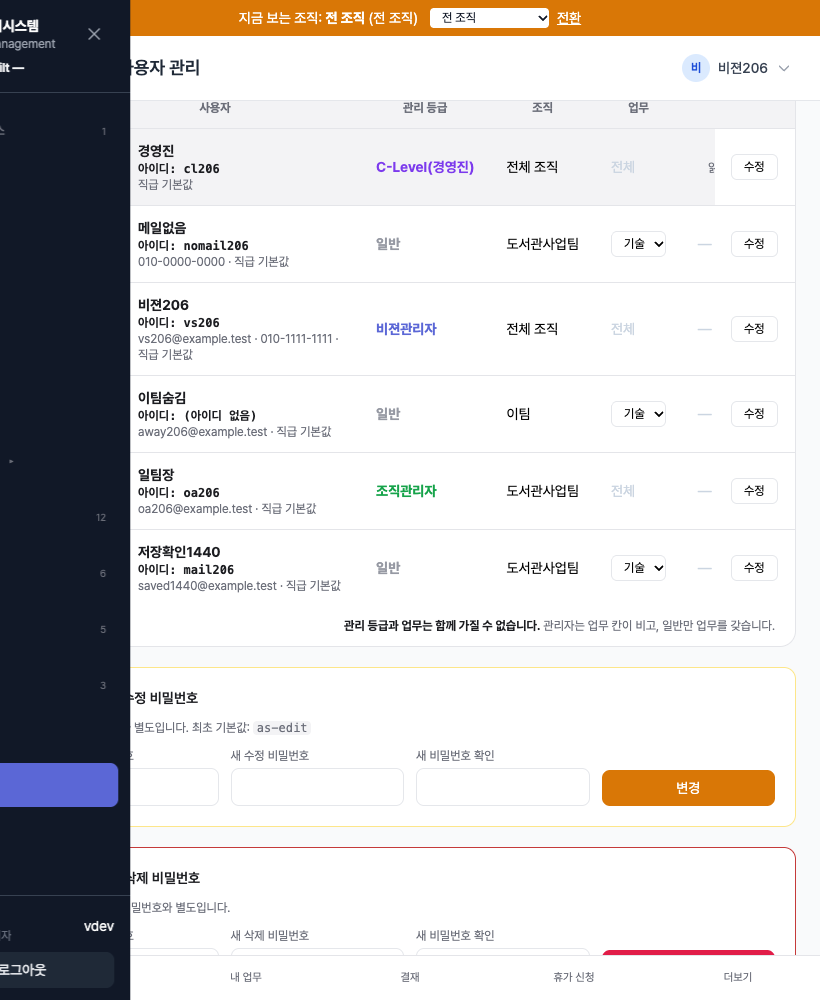 지금 보는 조직: 전 조직 (전 조직) 전 조직 전환
시스템
anagement
사용자 관리
비 비젼206
1
12
6
5
3
vdev
로그아웃
사용자 관리 등급 조직 업무
경영진
아이디: cl206
직급 기본값
C-Level(경영진) 전체 조직 전체 수정
메일없음
아이디: nomail206
010-0000-0000 · 직급 기본값
일반 도서관사업팀 기술 — 수정
비젼206
아이디: vs206
vs206@example.test · 010-1111-1111 ·
직급 기본값
비젼관리자 전체 조직 전체 — 수정
이팀숨김
아이디: (아이디 없음)
away206@example.test · 직급 기본값
일반 이팀 기술 — 수정
일팀장
아이디: oa206
oa206@example.test · 직급 기본값
조직관리자 도서관사업팀 전체 — 수정
저장확인1440
아이디: mail206
saved1440@example.test · 직급 기본값
일반 도서관사업팀 기술 — 수정
관리 등급과 업무는 함께 가질 수 없습니다. 관리자는 업무 칸이 비고, 일반만 업무를 갖습니다.
수정 비밀번호
별도입니다. 최초 기본값: as-edit
새 수정 비밀번호 새 비밀번호 확인
변경
삭제 비밀번호
비밀번호와 별도입니다.
새 삭제 비밀번호 새 비밀번호 확인
내 업무 결재 휴가 신청 더보기